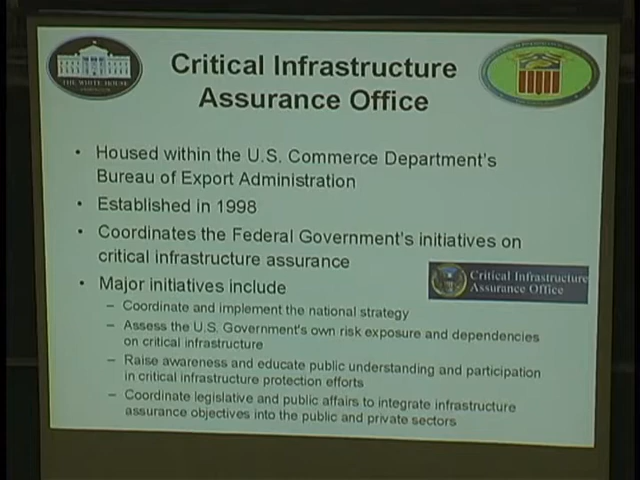 THE WHITE HOUSE
Critical Infrastructure
Assurance Office
• Housed within the U.S. Commerce Department's
Bureau of Export Administration
• Established in 1998
• Coordinates the Federal Government's initiatives on
critical infrastructure assurance
Critical Infrastructure
Assurance Office
• Major initiatives include
– Coordinate and implement the national strategy
– Assess the U.S. Government's own risk exposure and dependencies
on critical infrastructure
– Raise awareness and educate public understanding and participation
in critical infrastructure protection efforts
– Coordinate legislative and public affairs to integrate infrastructure
assurance objectives into the public and private sectors